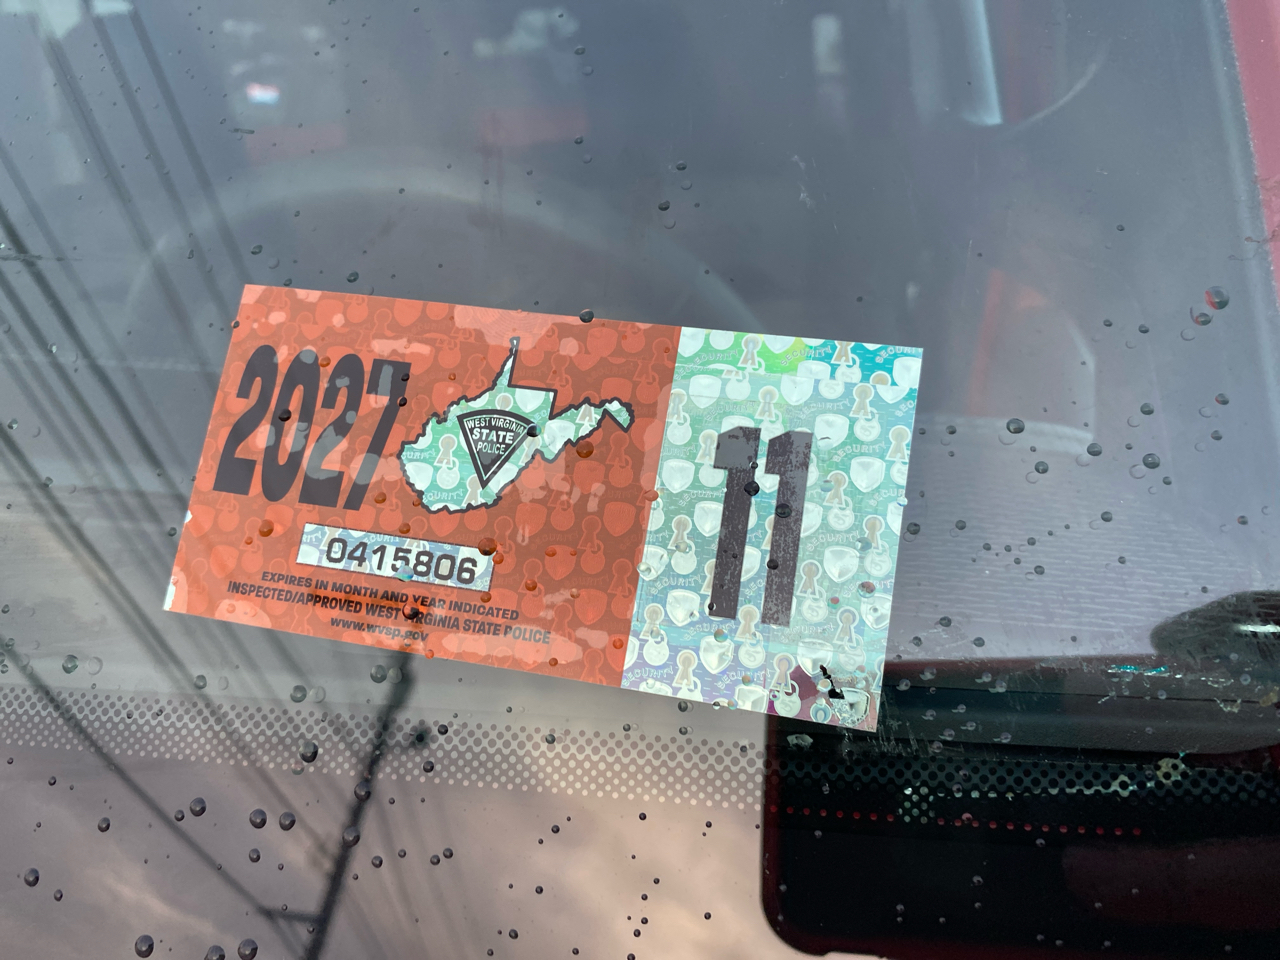 2027
WEST VIRGINIA
STATE
POLICE
0415806
EXPIRES IN MONTH AND YEAR INDICATED
INSPECTED/APPROVED WEST VIRGINIA STATE POLICE
www.wvsp.gov
11
SECURITY